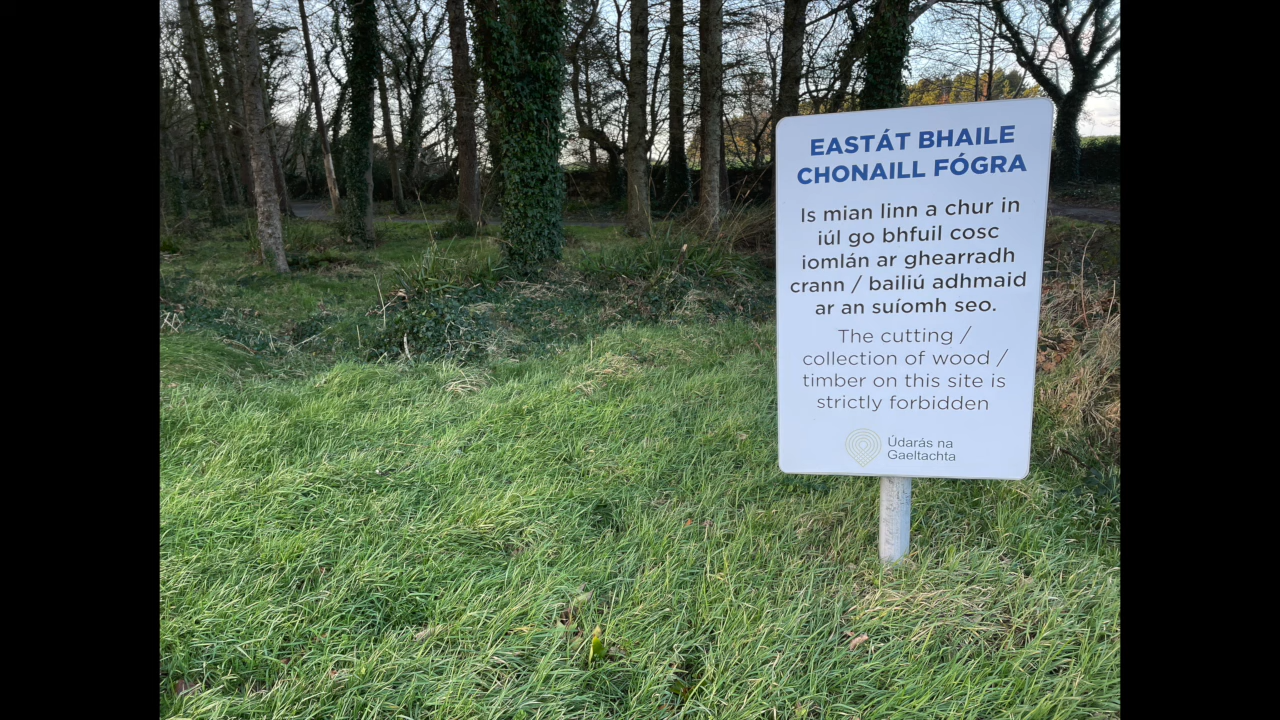 EASTÁT BHAILE
CHONAILL FÓGRA
Is mian linn a chur in
iúl go bhfuil cosc
iomlán ar ghearradh
crann / bailiú adhmaid
ar an suíomh seo.
The cutting /
collection of wood /
timber on this site is
strictly forbidden
Údarás na
Gaeltachta